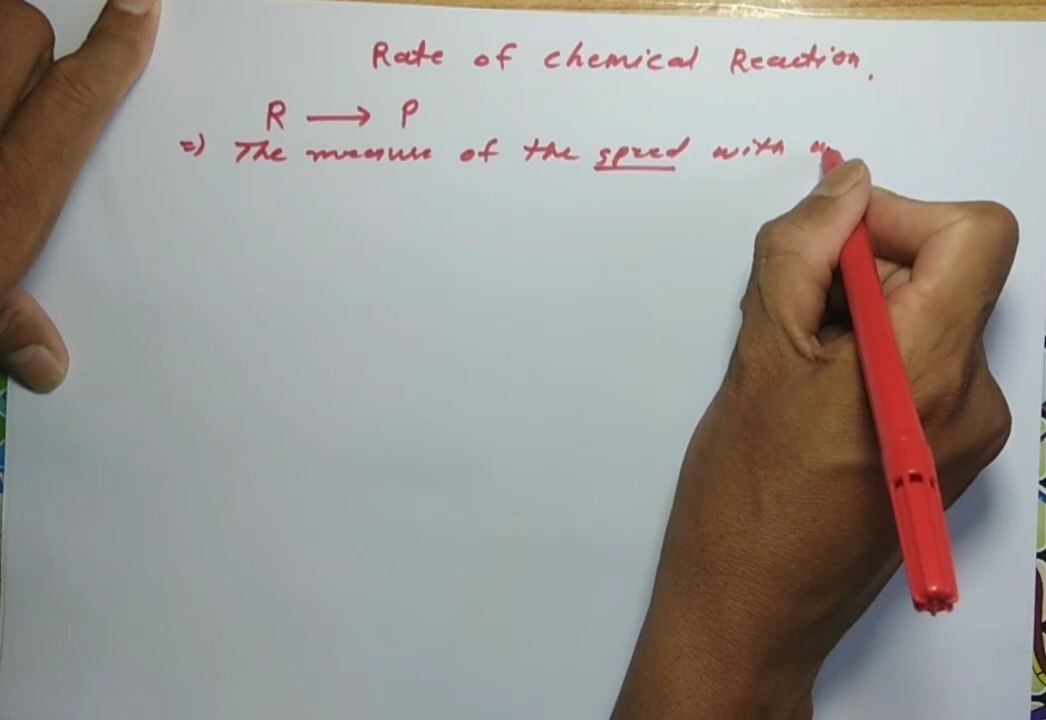 Rate of chemical Reaction.
R ⟶ P
=) The measure of the speed with